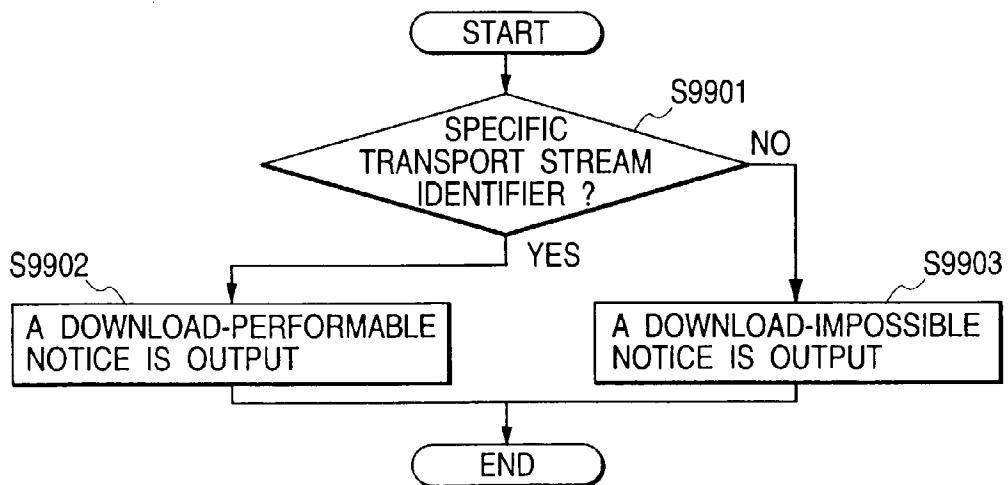 START
S9901
SPECIFIC
TRANSPORT STREAM
IDENTIFIER ?
NO
YES
S9902
A DOWNLOAD-PERFORMABLE
NOTICE IS OUTPUT
S9903
A DOWNLOAD-IMPOSSIBLE
NOTICE IS OUTPUT
END